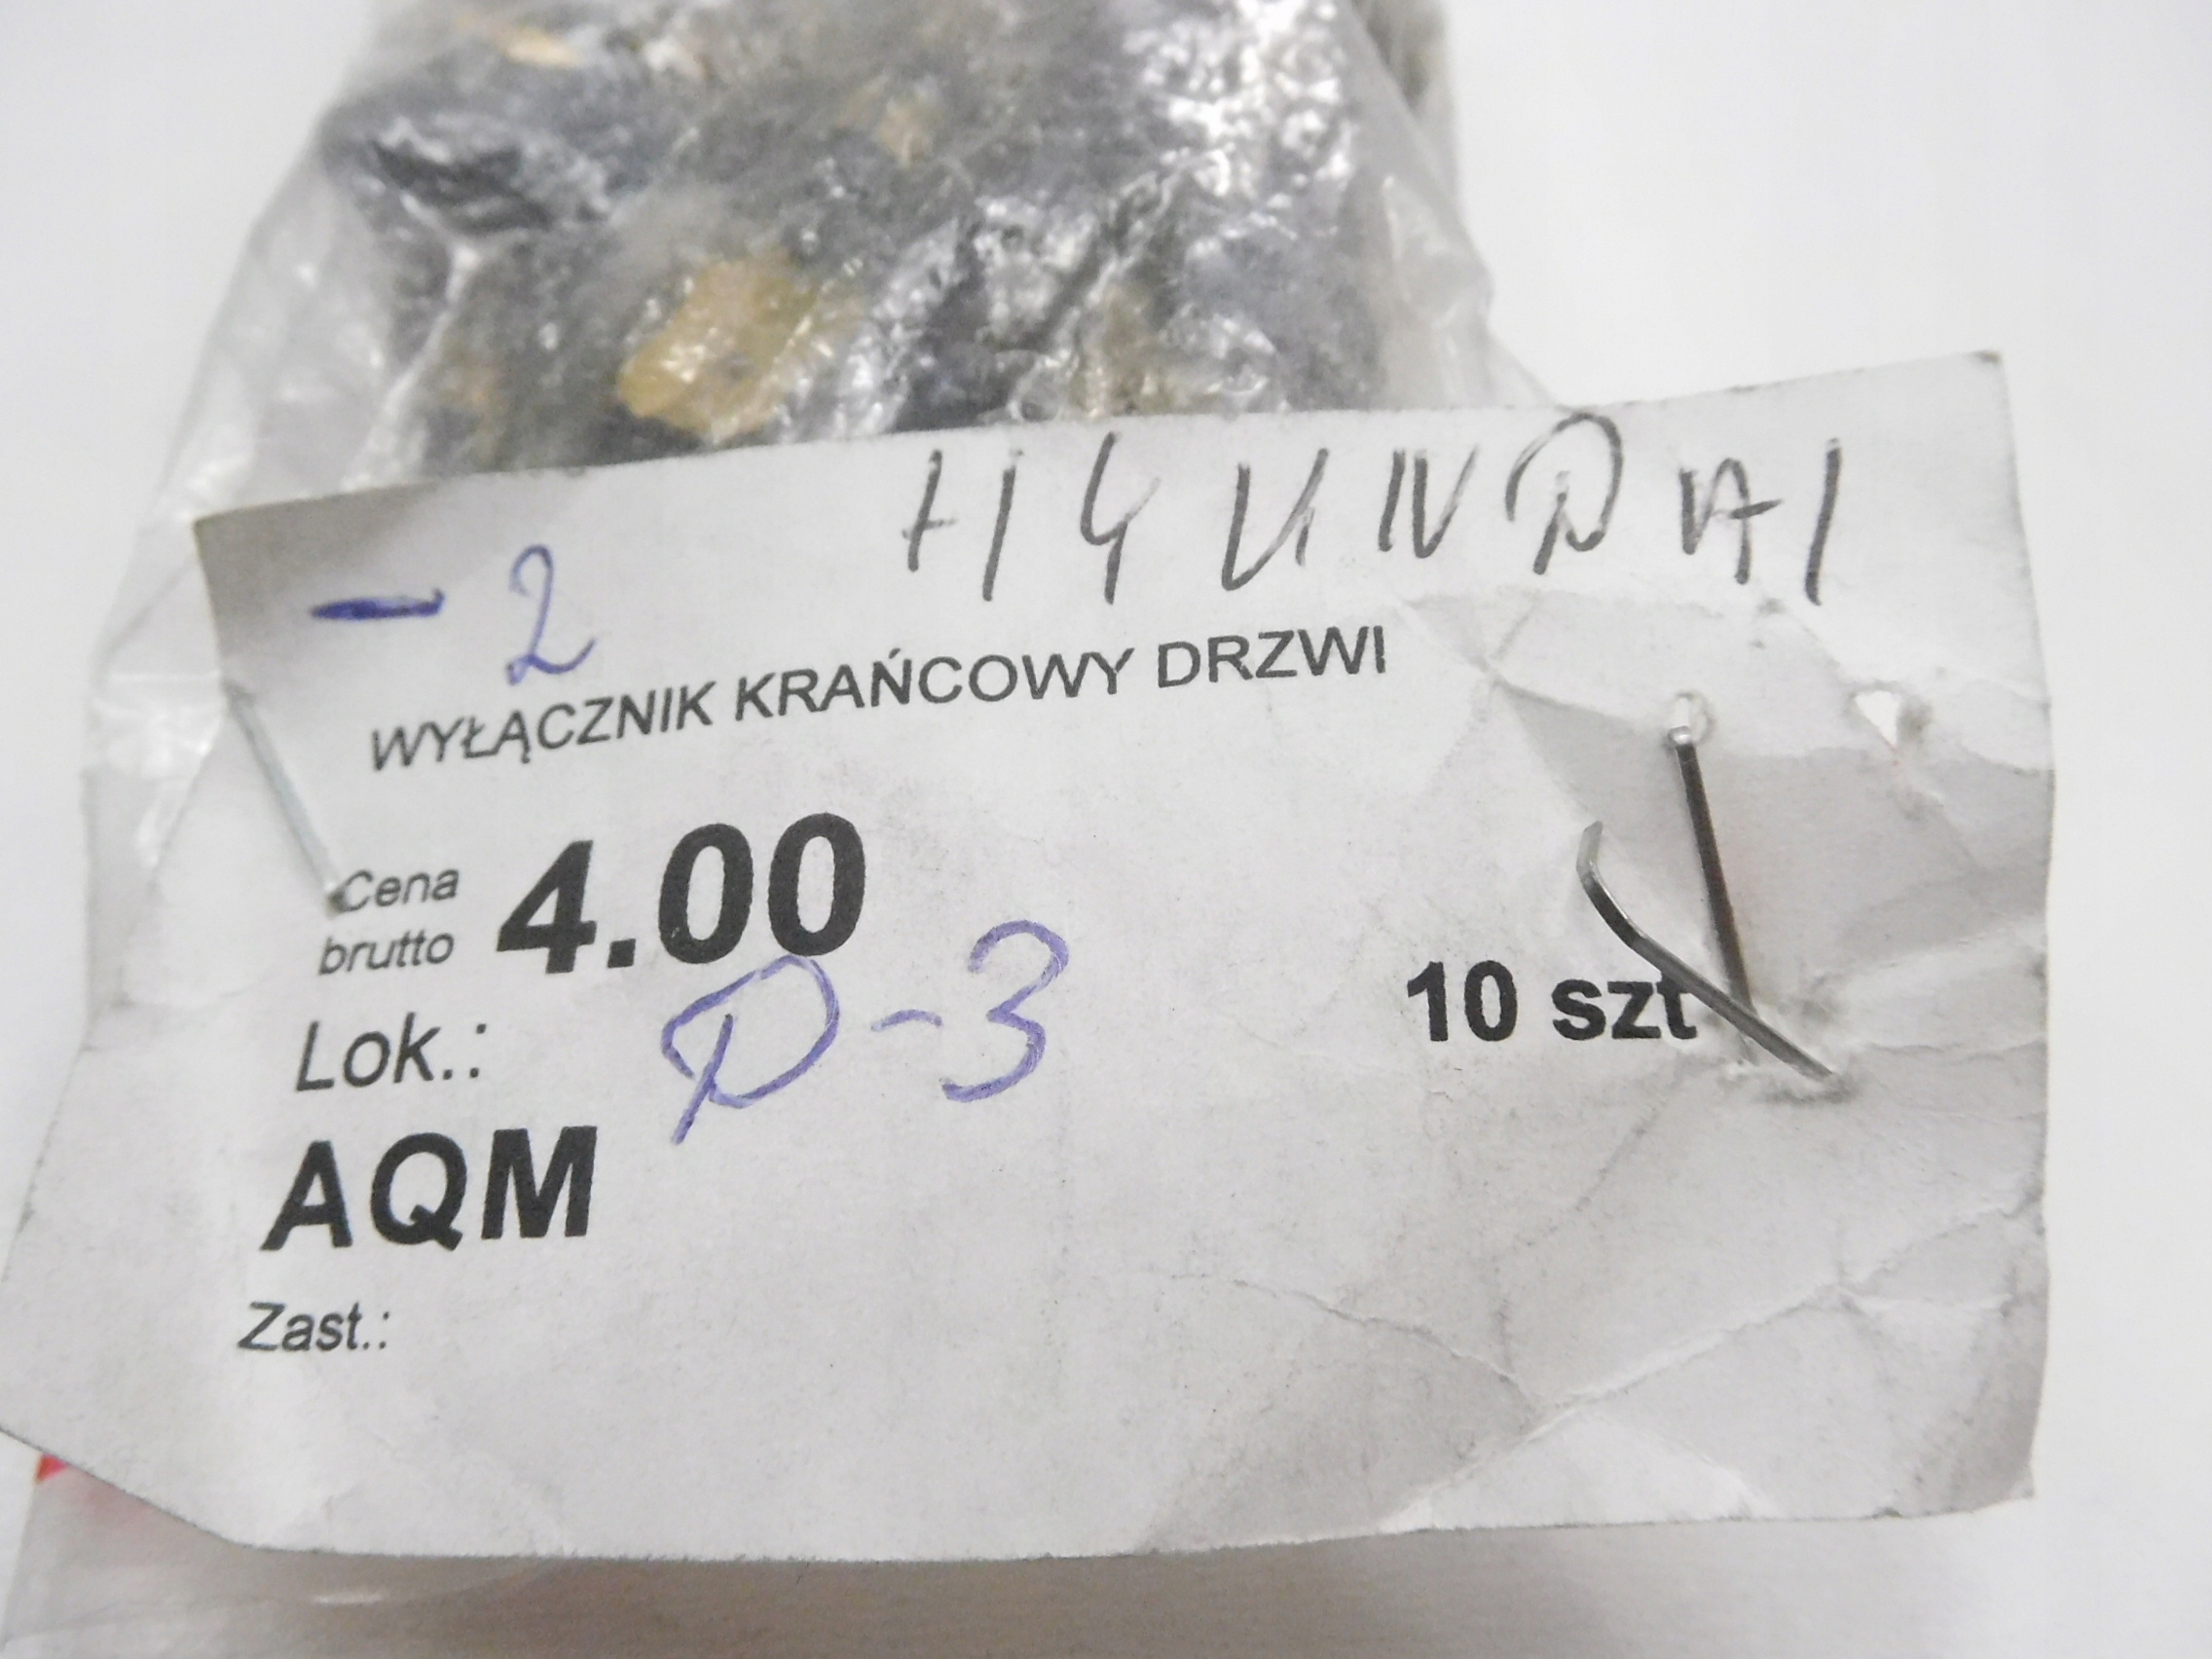 HYUNDAI
- 2
WYŁĄCZNIK KRAŃCOWY DRZWI
Cena brutto 4.00
10 szt
Lok.: D-3
AQM
Zast.: